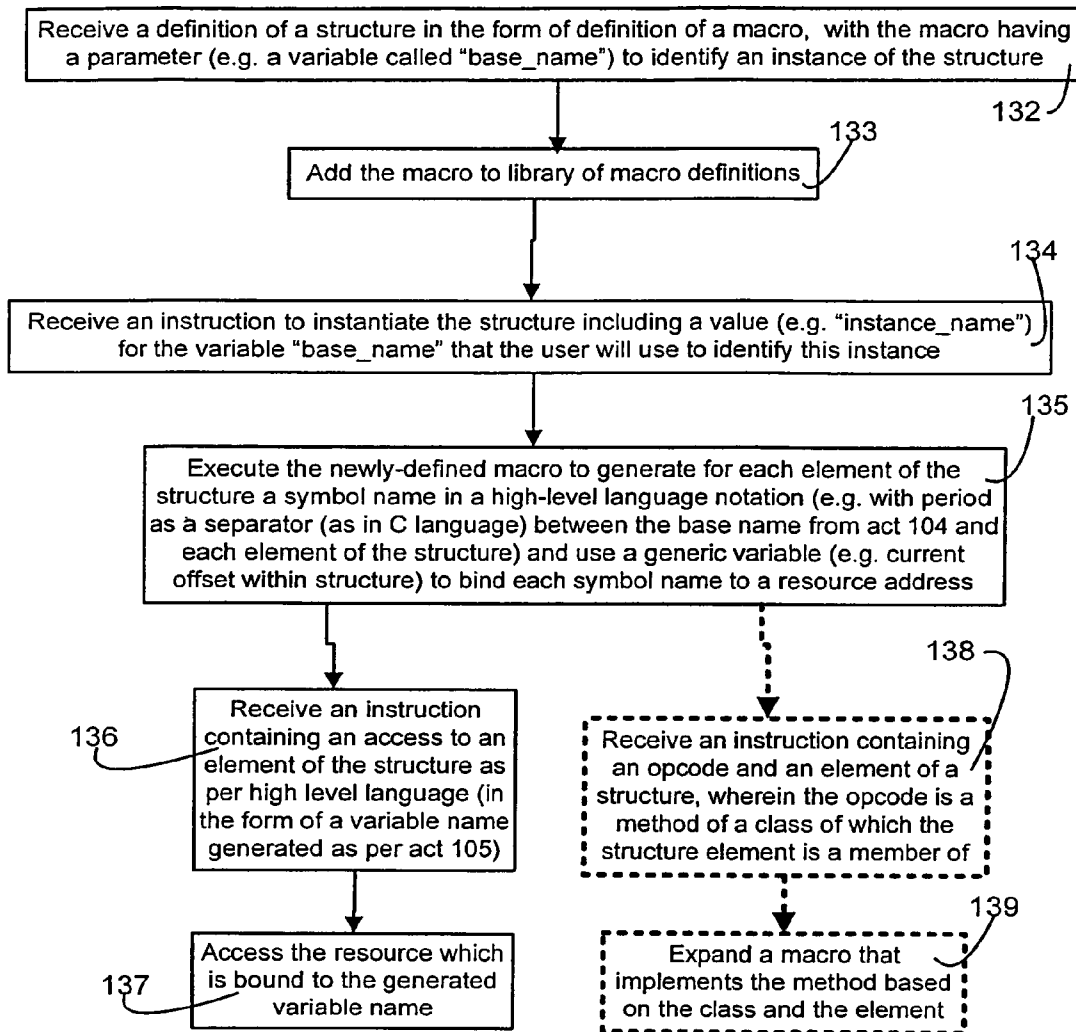 Receive a definition of a structure in the form of definition of a macro, with the macro having
a parameter (e.g. a variable called “base_name”) to identify an instance of the structure
132
133
Add the macro to library of macro definitions
134
Receive an instruction to instantiate the structure including a value (e.g. “instance_name”)
for the variable “base_name” that the user will use to identify this instance
135
Execute the newly-defined macro to generate for each element of the
structure a symbol name in a high-level language notation (e.g. with period
as a separator (as in C language) between the base name from act 104 and
each element of the structure) and use a generic variable (e.g. current
offset within structure) to bind each symbol name to a resource address
136
Receive an instruction
containing an access to an
element of the structure as
per high level language (in
the form of a variable name
generated as per act 105)
138
Receive an instruction containing
an opcode and an element of a
structure, wherein the opcode is a
method of a class of which the
structure element is a member of
137
Access the resource which
is bound to the generated
variable name
139
Expand a macro that
implements the method based
on the class and the element